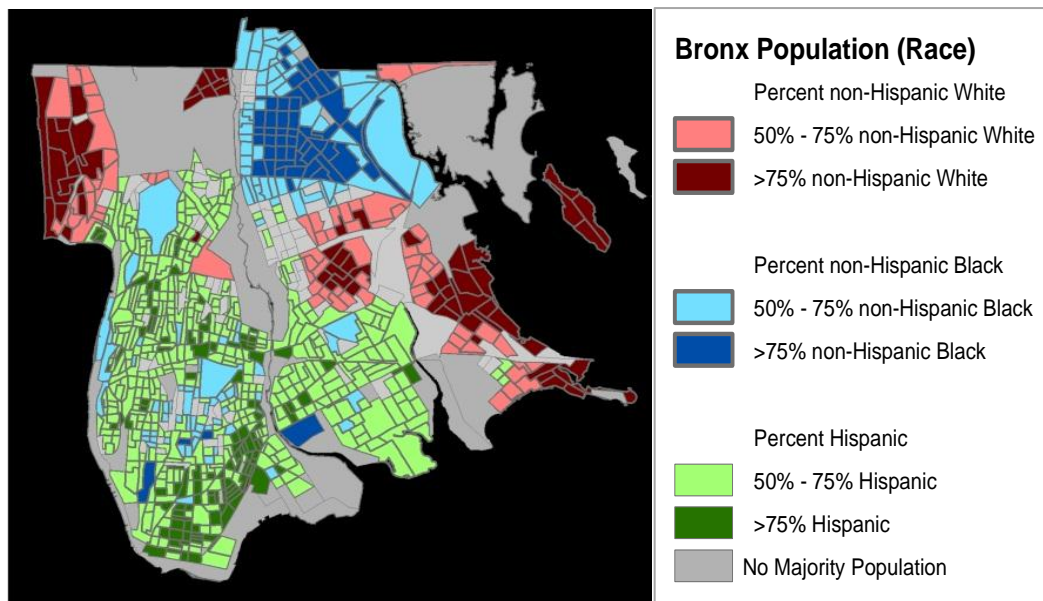 Bronx Population (Race)
Percent non-Hispanic White
50% - 75% non-Hispanic White
>75% non-Hispanic White
Percent non-Hispanic Black
50% - 75% non-Hispanic Black
>75% non-Hispanic Black
Percent Hispanic
50% - 75% Hispanic
>75% Hispanic
No Majority Population